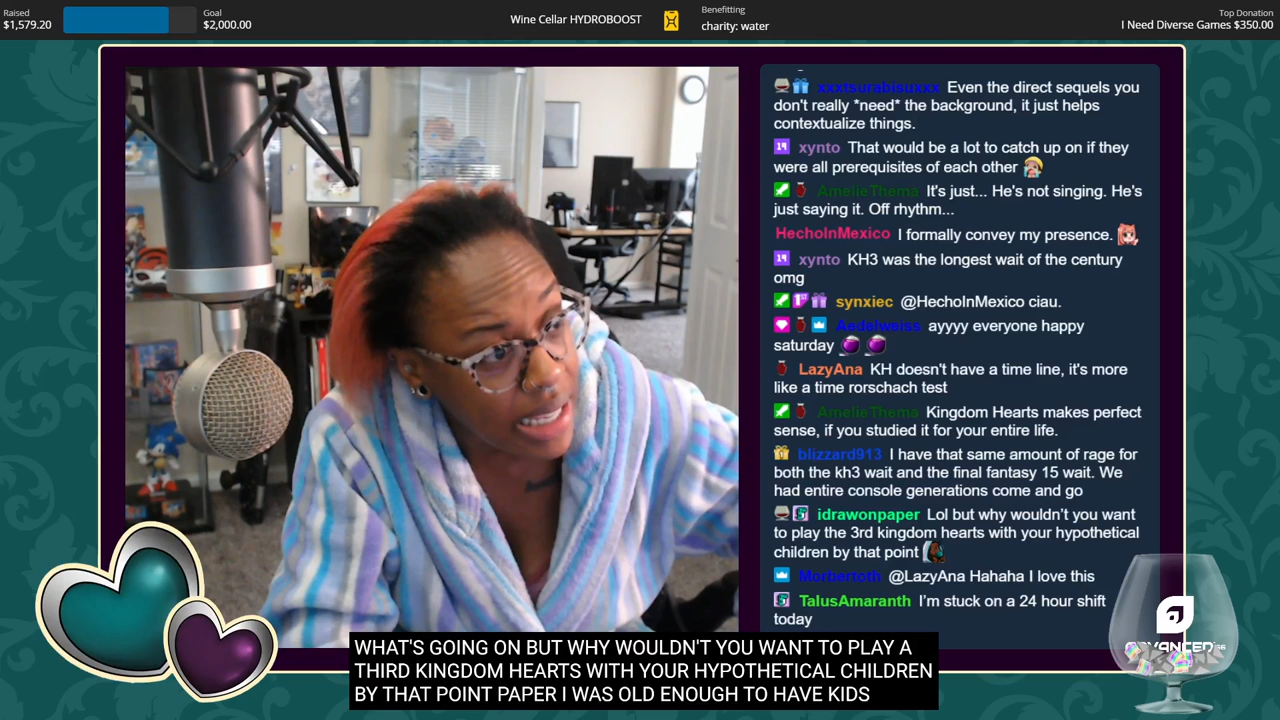 Raised
$1,579.20
Goal
$2,000.00
Wine Cellar HYDROBOOST
Benefitting
charity: water
Top Donation
I Need Diverse Games $350.00
xxxtsurabisuxxx Even the direct sequels you
don't really *need* the background, it just helps
contextualize things.
xynto That would be a lot to catch up on if they
were all prerequisites of each other
AmelieThema It's just... He's not singing. He's
just saying it. Off rhythm...
HechoInMexico I formally convey my presence.
xynto KH3 was the longest wait of the century
omg
synxiec @HechoInMexico ciau.
Aedelweiss ayyyy everyone happy
saturday
LazyAna KH doesn't have a time line, it's more
like a time rorschach test
AmelieThema Kingdom Hearts makes perfect
sense, if you studied it for your entire life.
blizzard913 I have that same amount of rage for
both the kh3 wait and the final fantasy 15 wait. We
had entire console generations come and go
idrawonpaper Lol but why wouldn't you want
to play the 3rd kingdom hearts with your hypothetical
children by that point
Morbertoth @LazyAna Hahaha I love this
TalusAmaranth I'm stuck on a 24 hour shift
today
WHAT'S GOING ON BUT WHY WOULDN'T YOU WANT TO PLAY A
THIRD KINGDOM HEARTS WITH YOUR HYPOTHETICAL CHILDREN
BY THAT POINT PAPER I WAS OLD ENOUGH TO HAVE KIDS